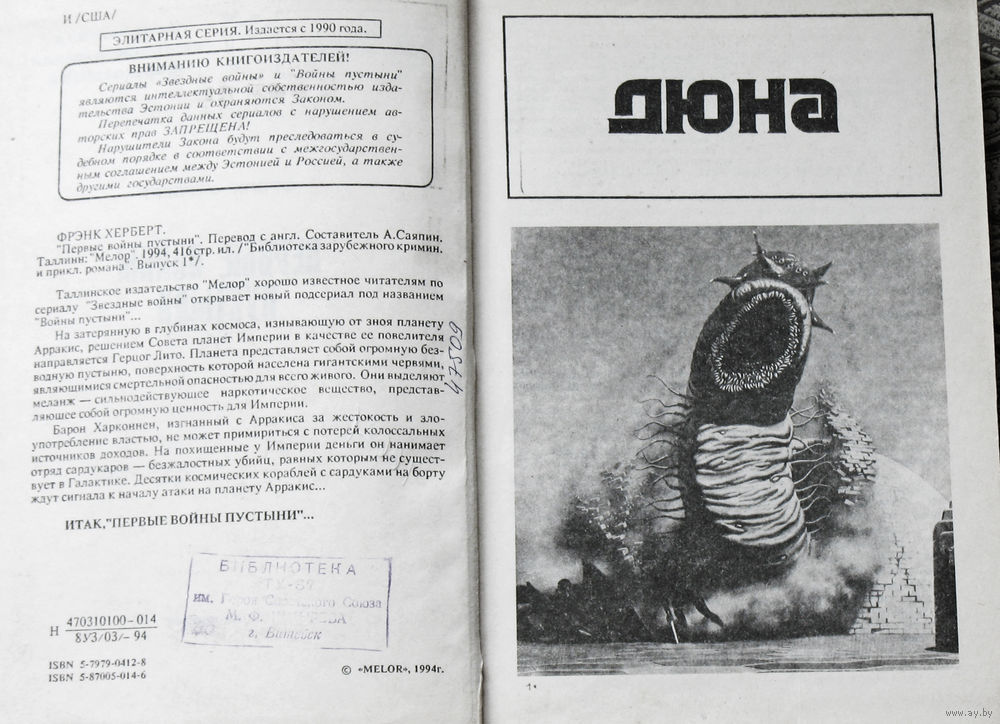 И /США/
ЭЛИТАРНАЯ СЕРИЯ. Издается с 1990 года.
ВНИМАНИЮ КНИГОИЗДАТЕЛЕЙ!
Сериалы «Звездные войны» и "Войны пустыни"
являются интеллектуальной собственностью изда-
тельства Эстонии и охраняются Законом.
Перепечатка данных сериалов с нарушением ав-
торских прав ЗАПРЕЩЕНА!
Нарушители Закона будут преследоваться в су-
дебном порядке в соответствии с межгосударствен-
ным соглашением между Эстонией и Россией, а также
другими государствами.
ФРЭНК ХЕРБЕРТ.
"Первые войны пустыни". Перевод с англ. Составитель А.Саяпин.
Таллинн: "Мелор". 1994, 416 стр. ил. /"Библиотека зарубежного кримин.
и прикл. романа". Выпуск 1*/.
Таллинское издательство "Мелор" хорошо известное читателям по
сериалу "Звездные войны" открывает новый подсериал под названием
"Войны пустыни"...
На затерянную в глубинах космоса, изнывающую от зноя планету
Арракис, решением Совета планет Империи в качестве ее повелителя
направляется Герцог Лито. Планета представляет собой огромную без-
водную пустыню, поверхность которой населена гигантскими червями,
являющимися смертельной опасностью для всего живого. Они выделяют
меланж — сильнодействующее наркотическое вещество, представ-
ляющее собой огромную ценность для Империи.
Барон Харконнен, изгнанный с Арракиса за жестокость и зло-
употребление властью, не может примириться с потерей колоссальных
источников доходов. На похищенные у Империи деньги он нанимает
отряд сардукаров — безжалостных убийц, равных которым не сущест-
вует в Галактике. Десятки космических кораблей с сардуками на борту
ждут сигнала к началу атаки на планету Арракис...
ИТАК,"ПЕРВЫЕ ВОЙНЫ ПУСТЫНИ"...
47509
БИБЛИОТЕКА
им. Героя Советского Союза
М. Ф.
г. Витебск
Н 470310100-014
8У3/03/- 94
ISBN 5-7979-0412-8
ISBN 5-87005-014-6
© «MELOR», 1994г.
ДЮНА
1*
www.ay.by